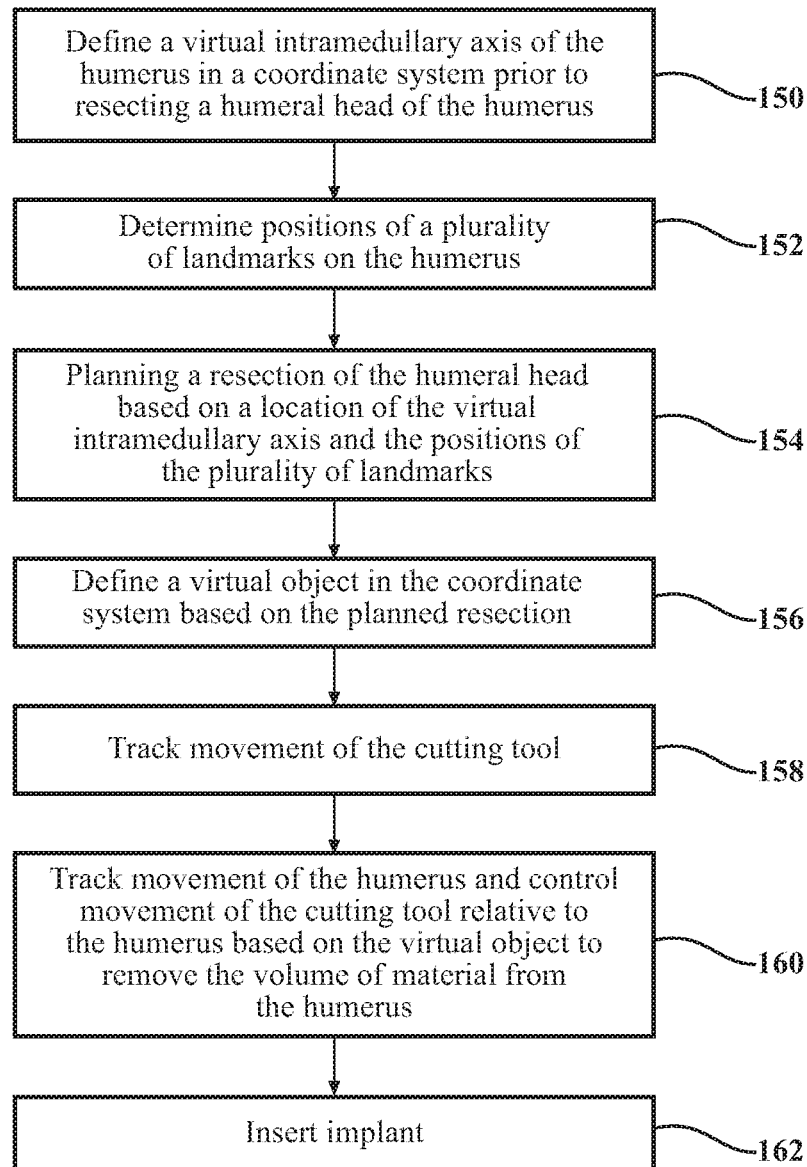 Define a virtual intramedullary axis of the
humerus in a coordinate system prior to
resecting a humeral head of the humerus
150
Determine positions of a plurality
of landmarks on the humerus
152
Planning a resection of the humeral head
based on a location of the virtual
intramedullary axis and the positions of
the plurality of landmarks
154
Define a virtual object in the coordinate
system based on the planned resection
156
Track movement of the cutting tool
158
Track movement of the humerus and control
movement of the cutting tool relative to
the humerus based on the virtual object to
remove the volume of material from
the humerus
160
Insert implant
162